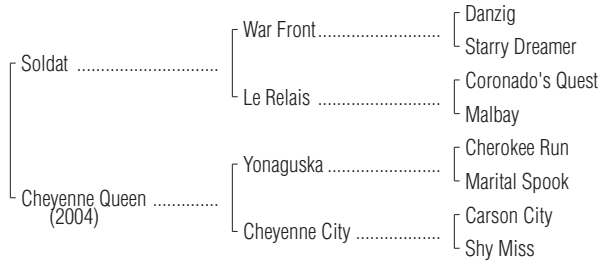 Danzig
War Front..........................
Starry Dreamer
Soldat ..............................
Coronado's Quest
Le Relais ..........................
Malbay
Cherokee Run
Yonaguska ........................
Marital Spook
Cheyenne Queen ..............
(2004)
Carson City
Cheyenne City ...................
Shy Miss